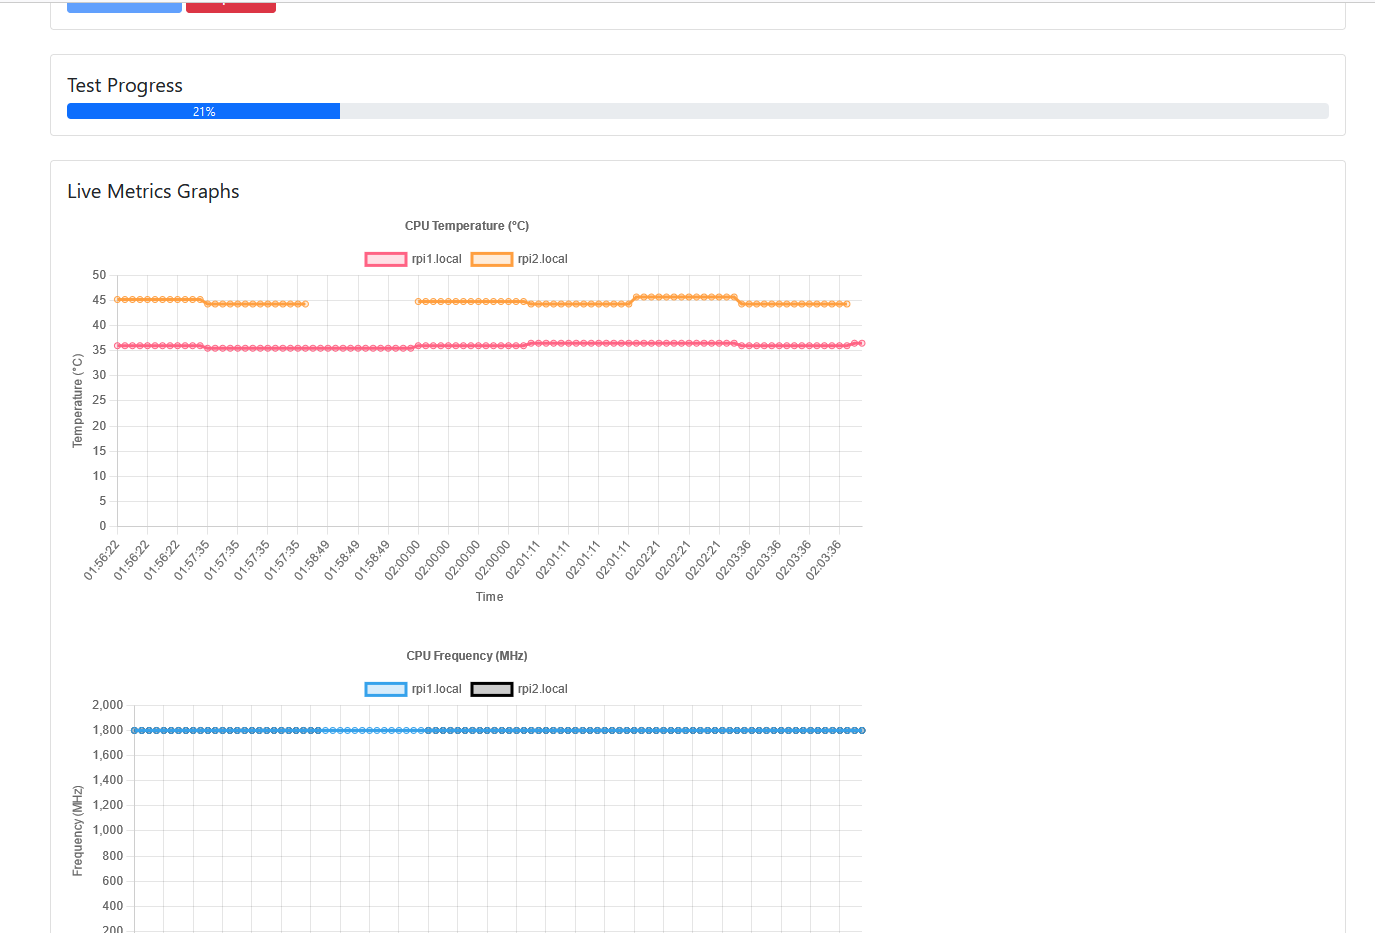 Test Progress
21%
Live Metrics Graphs
CPU Temperature (°C)
rpi1.local rpi2.local
50
45
40
35
30
25
20
15
10
5
0
Temperature (°C)
01:56:22 01:56:22 01:56:22 01:57:35 01:57:35 01:57:35 01:57:35 01:58:49 01:58:49 01:58:49 02:00:00 02:00:00 02:00:00 02:00:00 02:01:11 02:01:11 02:01:11 02:01:11 02:02:21 02:02:21 02:02:21 02:03:36 02:03:36 02:03:36 02:03:36
Time
CPU Frequency (MHz)
rpi1.local rpi2.local
2,000
1,800
1,600
1,400
1,200
1,000
800
600
400
200
Frequency (MHz)